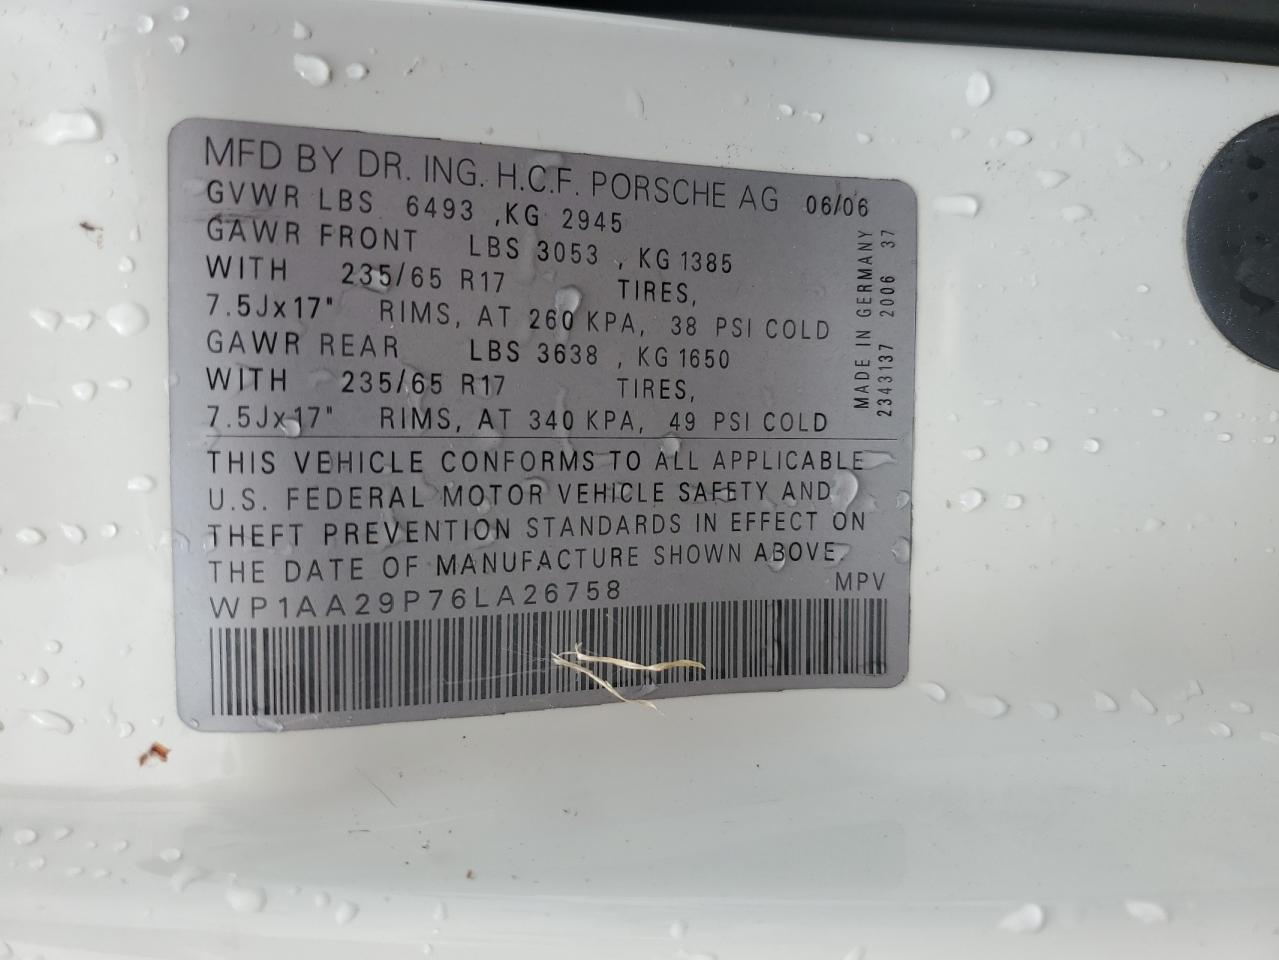 MFD BY DR. ING. H.C.F. PORSCHE AG 06/06
GVWR LBS 6493 ,KG 2945
GAWR FRONT LBS 3053 , KG 1385
WITH 235/65 R17 TIRES,
7.5Jx17" RIMS, AT 260 KPA, 38 PSI COLD
GAWR REAR LBS 3638 , KG 1650
WITH 235/65 R17 TIRES,
7.5Jx17" RIMS, AT 340 KPA, 49 PSI COLD
MADE IN GERMANY
2343137 2006 37
THIS VEHICLE CONFORMS TO ALL APPLICABLE
U.S. FEDERAL MOTOR VEHICLE SAFETY AND
THEFT PREVENTION STANDARDS IN EFFECT ON
THE DATE OF MANUFACTURE SHOWN ABOVE.
WP1AA29P76LA26758 MPV